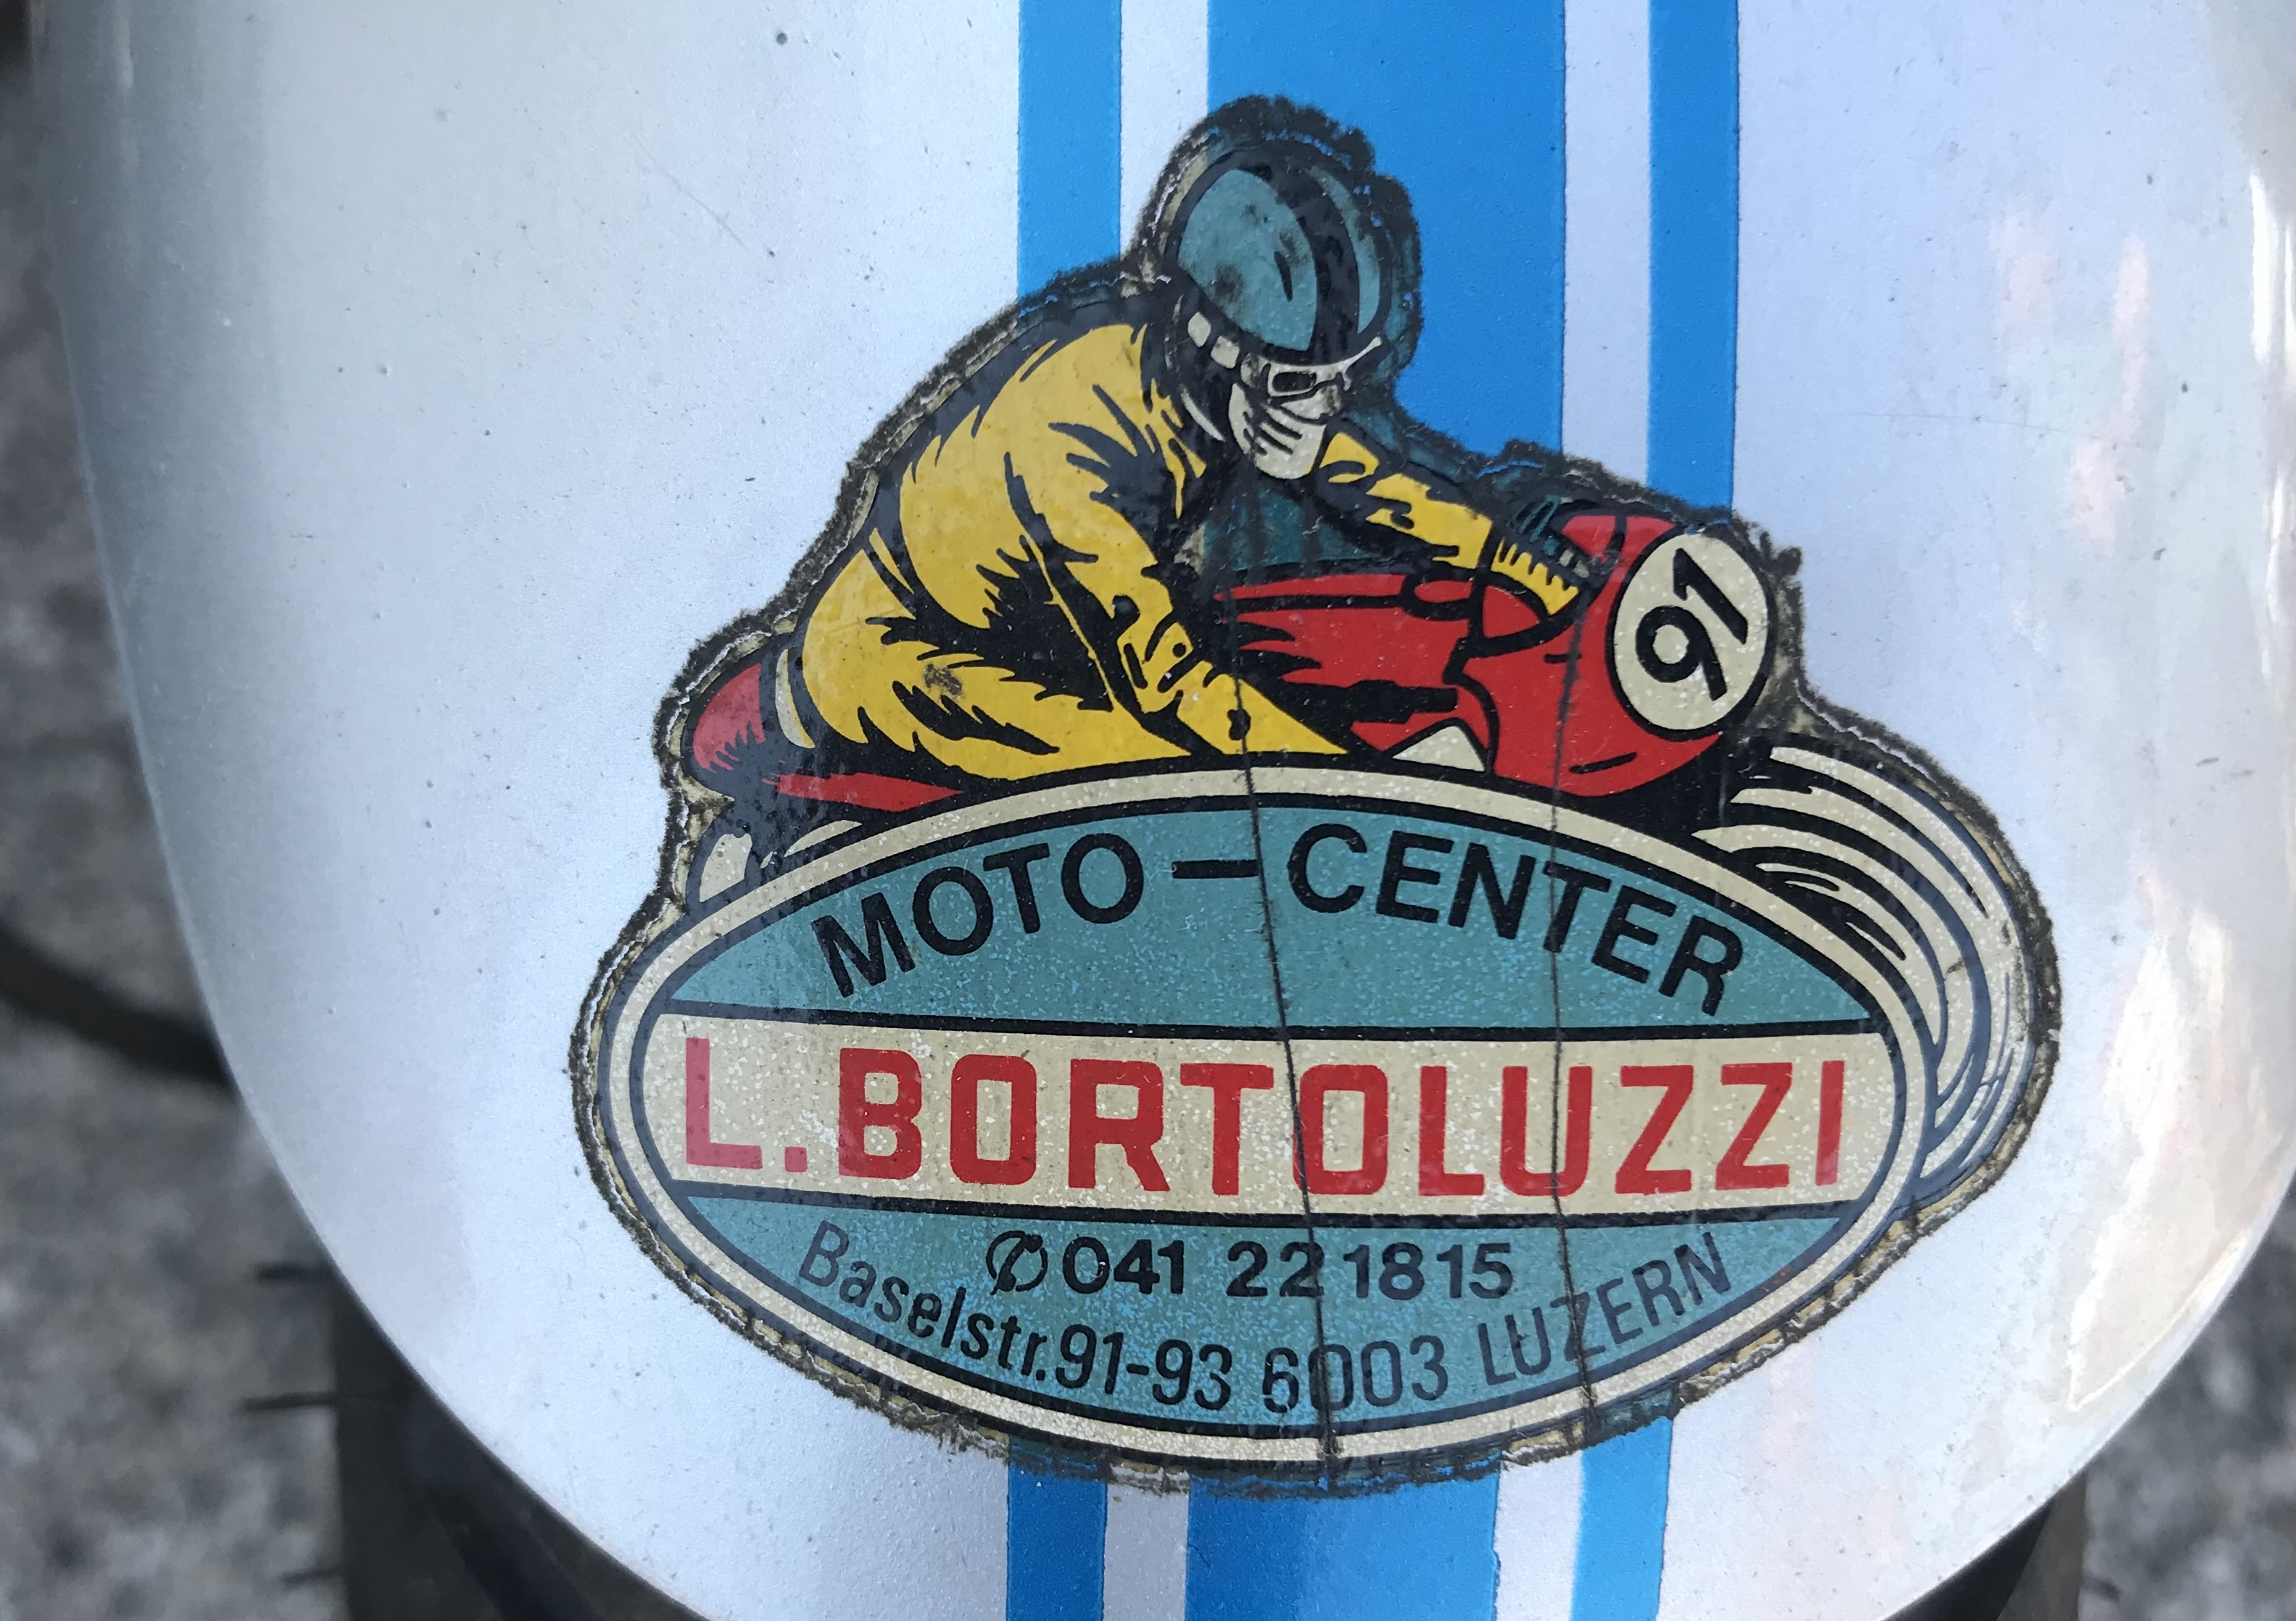 91
MOTO-CENTER
L.BORTOLUZZI
✆ 041 22 18 15
Baselstr.91-93 6003 LUZERN